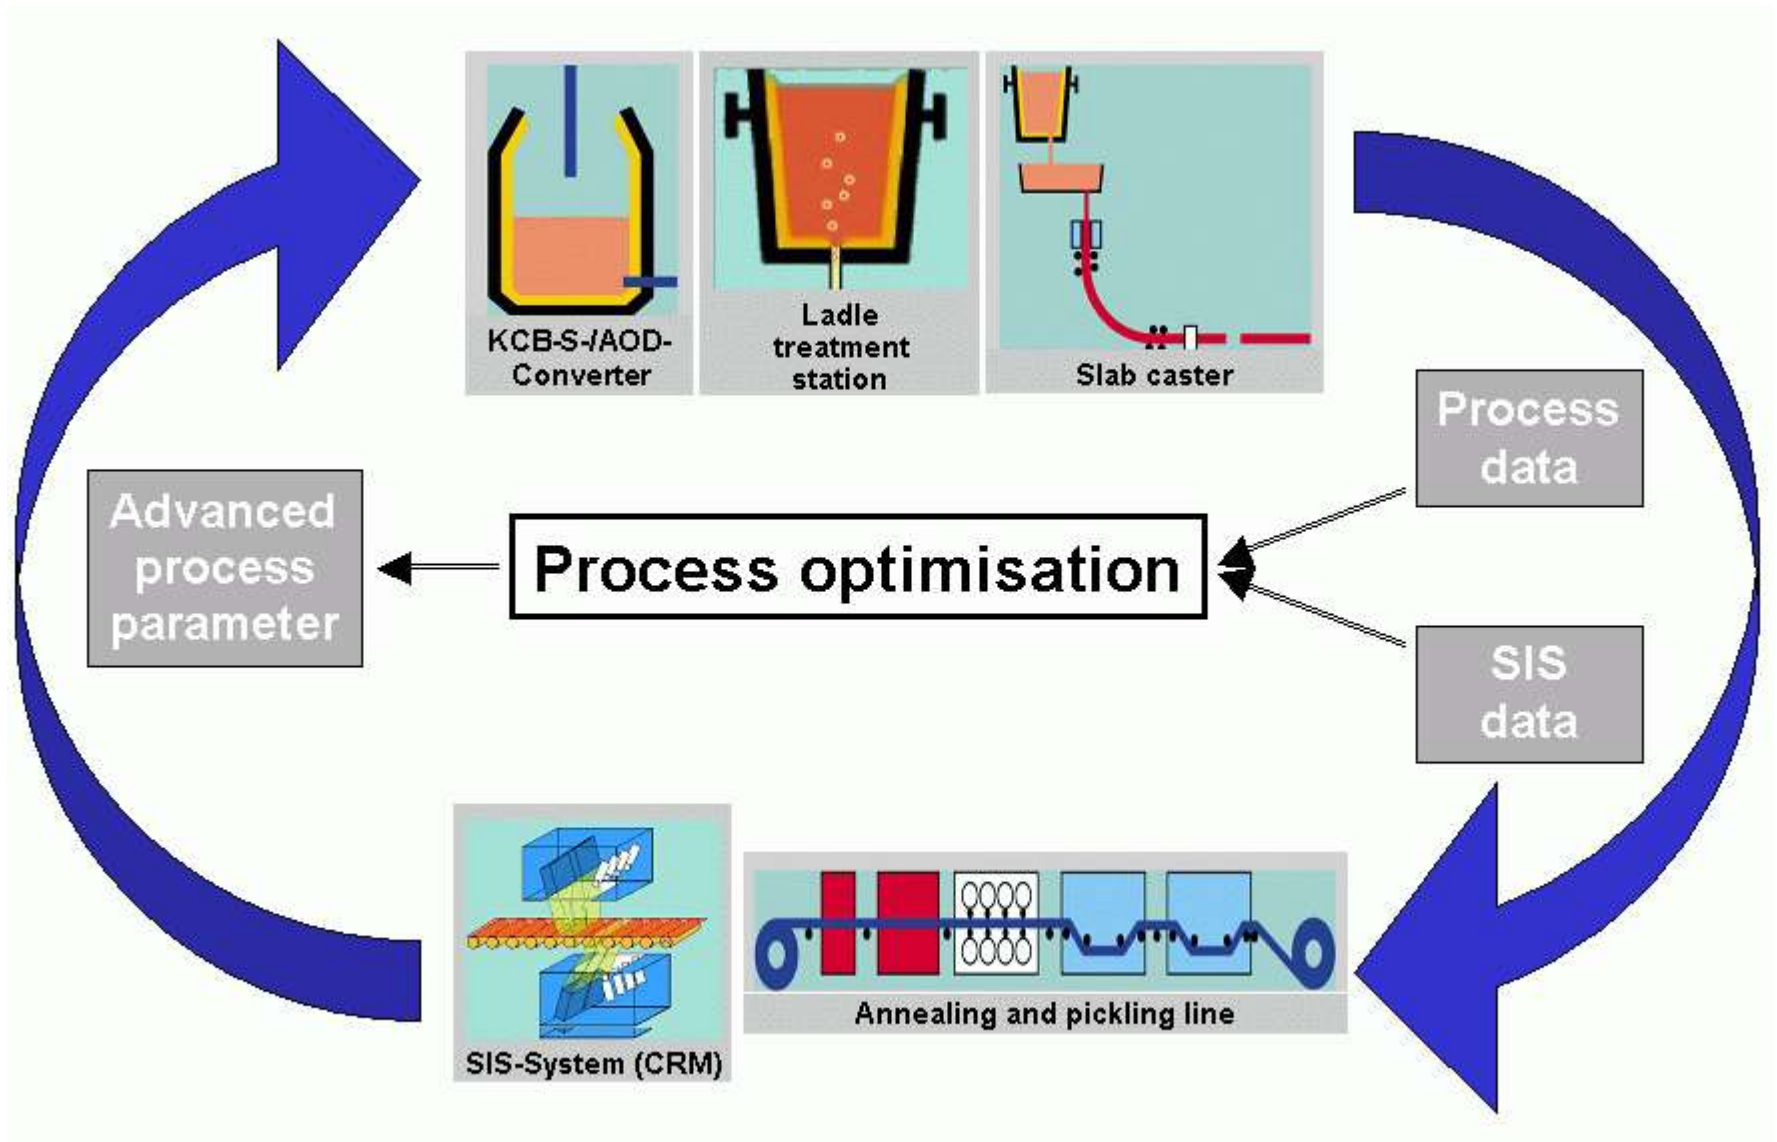 KCB-S-/AOD-
Converter
Ladle
treatment
station
Slab caster
Process
data
Advanced
process
parameter
Process optimisation
SIS
data
SIS-System (CRM)
Annealing and pickling line